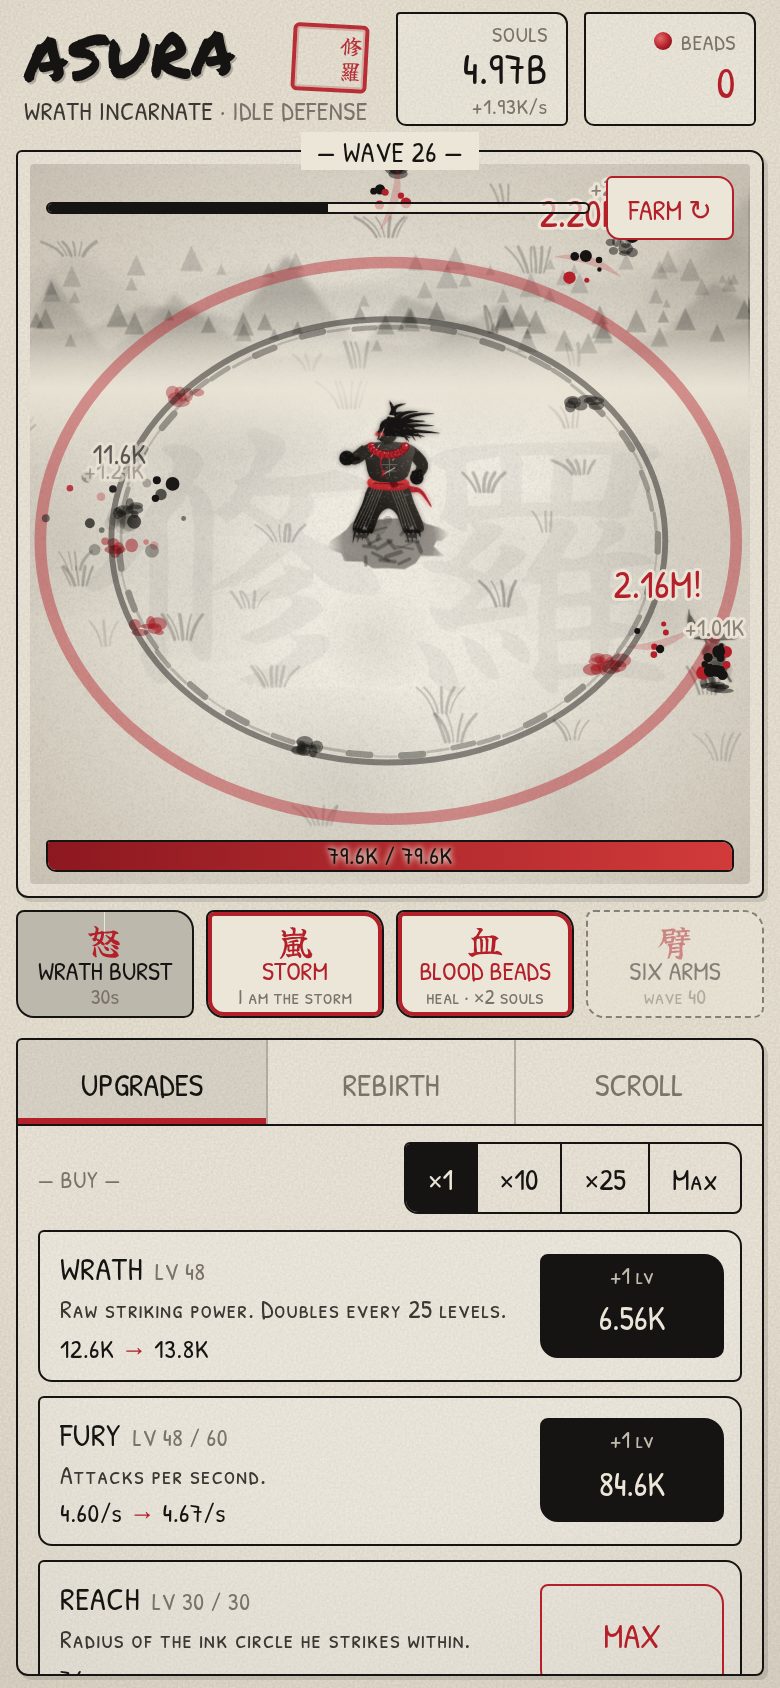 ASURA
修羅
WRATH INCARNATE · IDLE DEFENSE
SOULS
4.97B
+1.93K/s
BEADS
0
— WAVE 26 —
FARM ↻
11.6K
+1.21K
修羅
2.16M!
+1.01K
79.6K / 79.6K
怒
WRATH BURST
30s
嵐
STORM
I AM THE STORM
血
BLOOD BEADS
HEAL · ×2 SOULS
臂
SIX ARMS
WAVE 40
UPGRADES
REBIRTH
SCROLL
— BUY —
×1
×10
×25
MAX
WRATH LV 48
RAW STRIKING POWER. DOUBLES EVERY 25 LEVELS.
12.6K → 13.8K
+1 LV
6.56K
FURY LV 48 / 60
ATTACKS PER SECOND.
4.60/s → 4.67/s
+1 LV
84.6K
REACH LV 30 / 30
RADIUS OF THE INK CIRCLE HE STRIKES WITHIN.
MAX